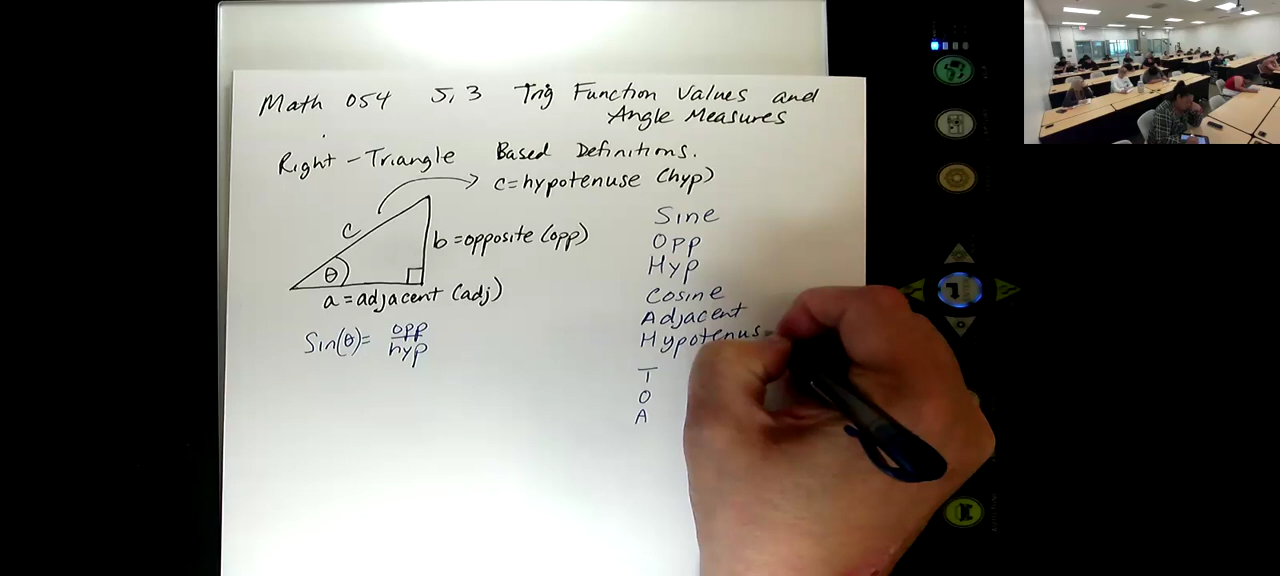 Math 054 5,3 Trig Function Values and
Angle Measures
Right-Triangle Based Definitions.
c=hypotenuse (hyp)
c
b=opposite (opp)
θ
a=adjacent (adj)
Sin(θ)= opp
hyp
Sine
Opp
Hyp
Cosine
Adjacent
Hypotenus
T
O
A